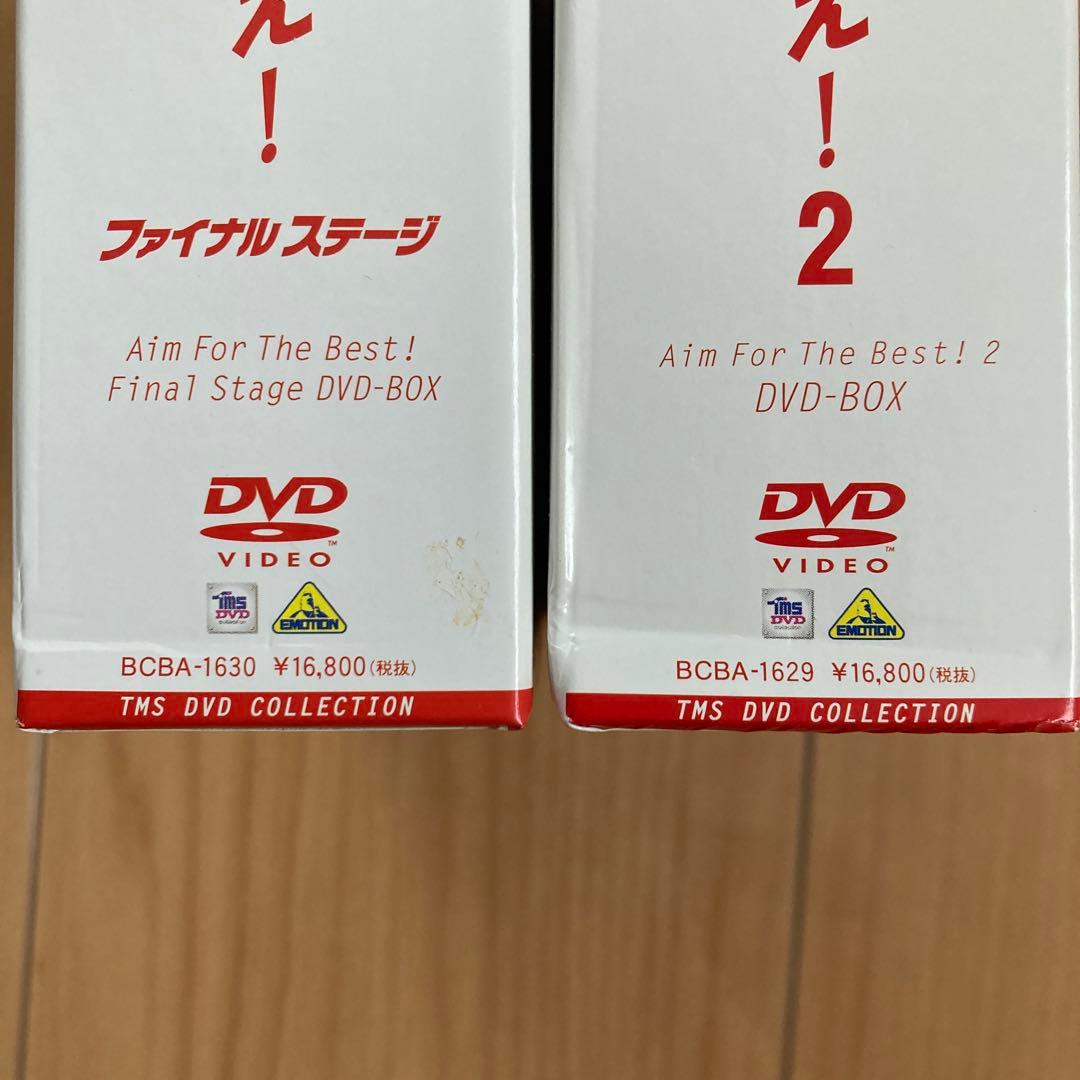 え!
ファイナル ステージ
Aim For The Best!
Final Stage DVD-BOX
DVD
VIDEO
TMS
DVD
EMOTION
BCBA-1630 ¥16,800(税抜)
TMS DVD COLLECTION
え!
2
Aim For The Best! 2
DVD-BOX
DVD
VIDEO
TMS
DVD
EMOTION
BCBA-1629 ¥16,800(税抜)
TMS DVD COLLECTION